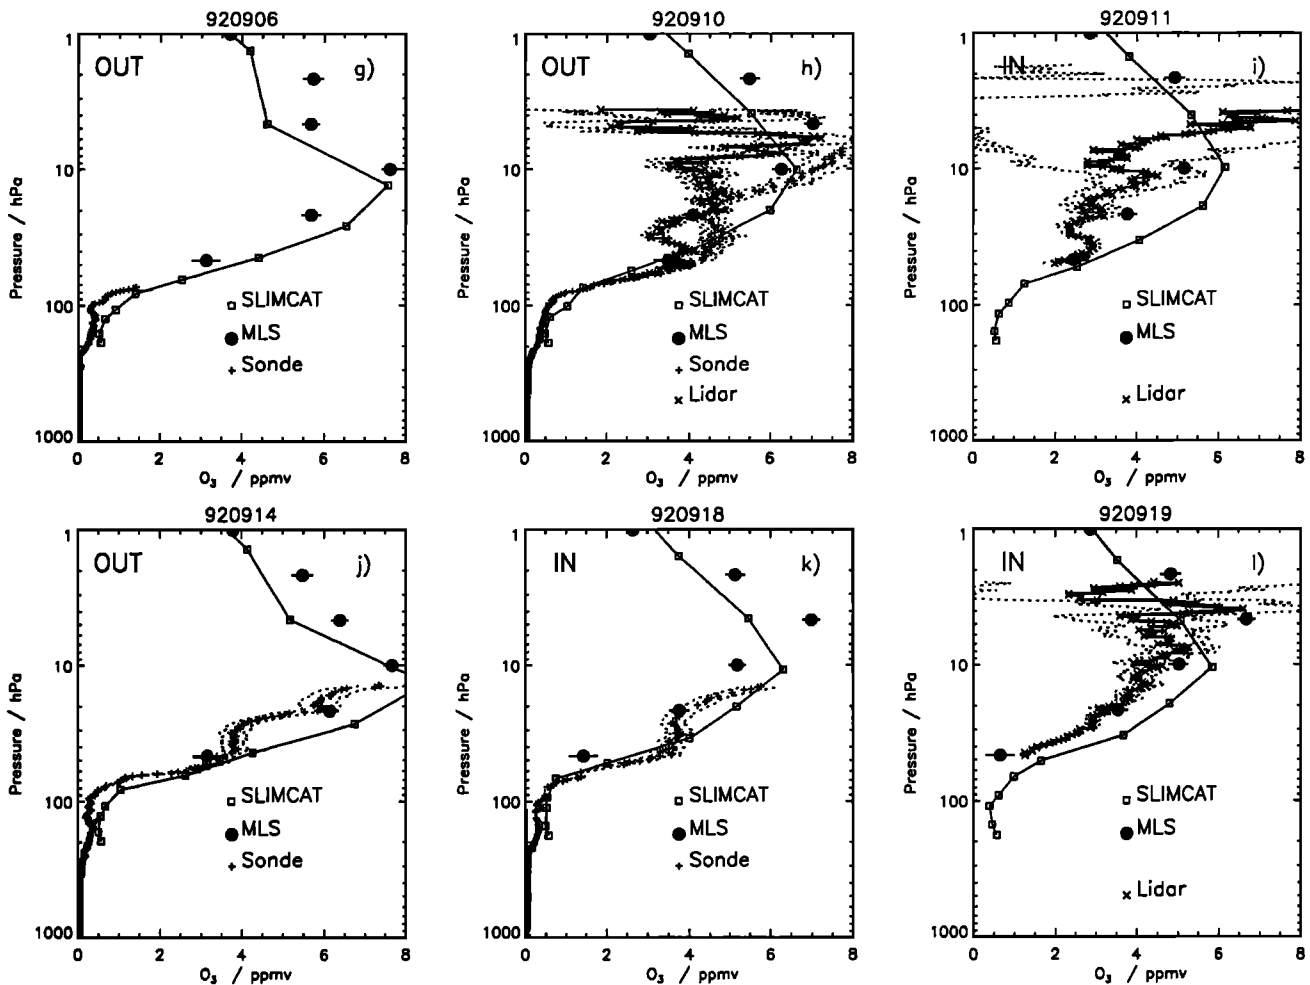 920906
OUT
g)
1
10
100
1000
Pressure / hPa
SLIMCAT
MLS
Sonde
0 2 4 6 8
O3 / ppmv
920910
OUT
h)
1
10
100
1000
Pressure / hPa
SLIMCAT
MLS
Sonde
Lidar
0 2 4 6 8
O3 / ppmv
920911
IN
i)
1
10
100
1000
Pressure / hPa
SLIMCAT
MLS
Lidar
0 2 4 6 8
O3 / ppmv
920914
OUT
j)
1
10
100
1000
Pressure / hPa
SLIMCAT
MLS
Sonde
0 2 4 6 8
O3 / ppmv
920918
IN
k)
1
10
100
1000
Pressure / hPa
SLIMCAT
MLS
Sonde
0 2 4 6 8
O3 / ppmv
920919
IN
l)
1
10
100
1000
Pressure / hPa
SLIMCAT
MLS
Lidar
0 2 4 6 8
O3 / ppmv